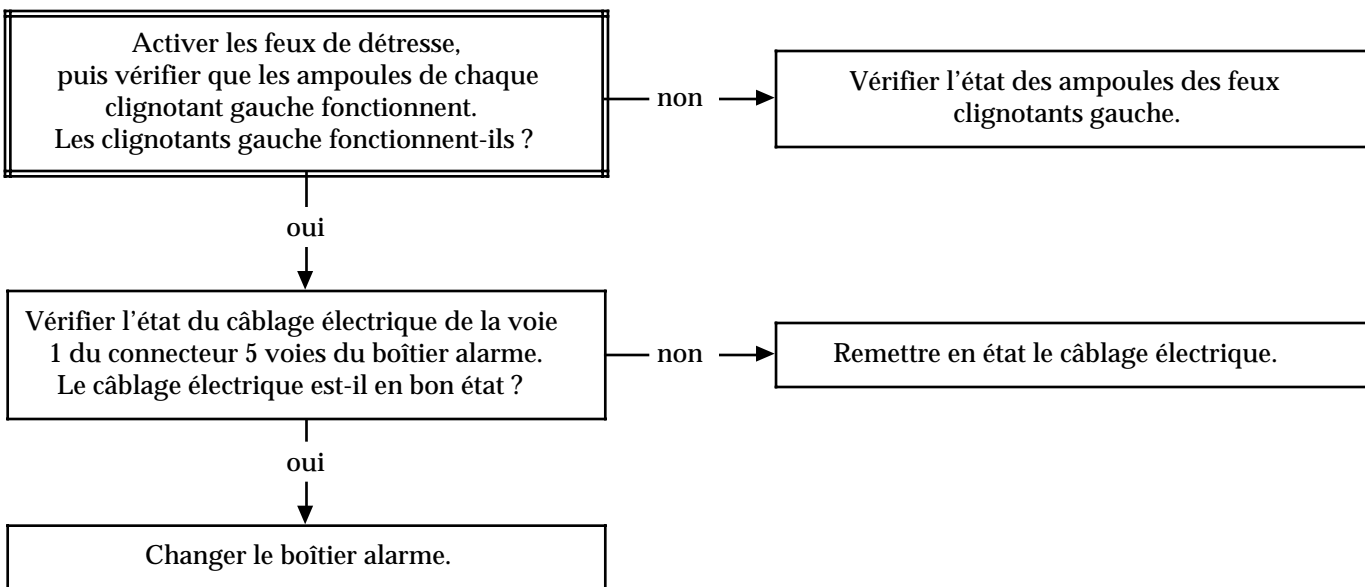 Activer les feux de détresse,
puis vérifier que les ampoules de chaque
clignotant gauche fonctionnent.
Les clignotants gauche fonctionnent-ils ?
non
Vérifier l'état des ampoules des feux
clignotants gauche.
oui
Vérifier l'état du câblage électrique de la voie
1 du connecteur 5 voies du boîtier alarme.
Le câblage électrique est-il en bon état ?
non
Remettre en état le câblage électrique.
oui
Changer le boîtier alarme.